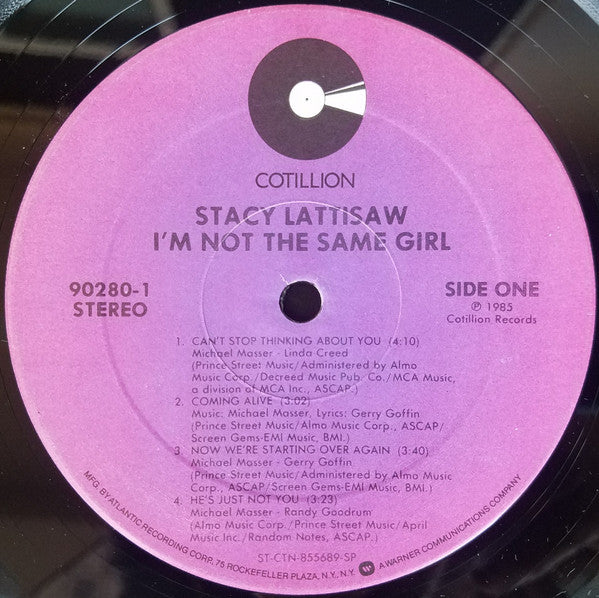 COTILLION
STACY LATTISAW
I'M NOT THE SAME GIRL
90280-1
STEREO
SIDE ONE
℗ 1985
Cotillion Records
1. CAN'T STOP THINKING ABOUT YOU (4:10)
Michael Masser - Linda Creed
(Prince Street Music/Administered by Almo
Music Corp./Decreed Music Pub. Co./MCA Music,
a division of MCA Inc., ASCAP.)
2. COMING ALIVE (3:02)
Music: Michael Masser, Lyrics: Gerry Goffin
(Prince Street Music/Almo Music Corp., ASCAP/
Screen Gems-EMI Music, BMI.)
3. NOW WE'RE STARTING OVER AGAIN (3:40)
Michael Masser - Gerry Goffin
(Prince Street Music/Administered by Almo Music
Corp., ASCAP/Screen Gems-EMI Music, BMI.)
4. HE'S JUST NOT YOU (3:23)
Michael Masser - Randy Goodrum
(Almo Music Corp./Prince Street Music/April
Music Inc./Random Notes, ASCAP.)
ST-CTN-855689-SP
MFG. BY ATLANTIC RECORDING CORP., 75 ROCKEFELLER PLAZA, N.Y., N.Y. A WARNER COMMUNICATIONS COMPANY